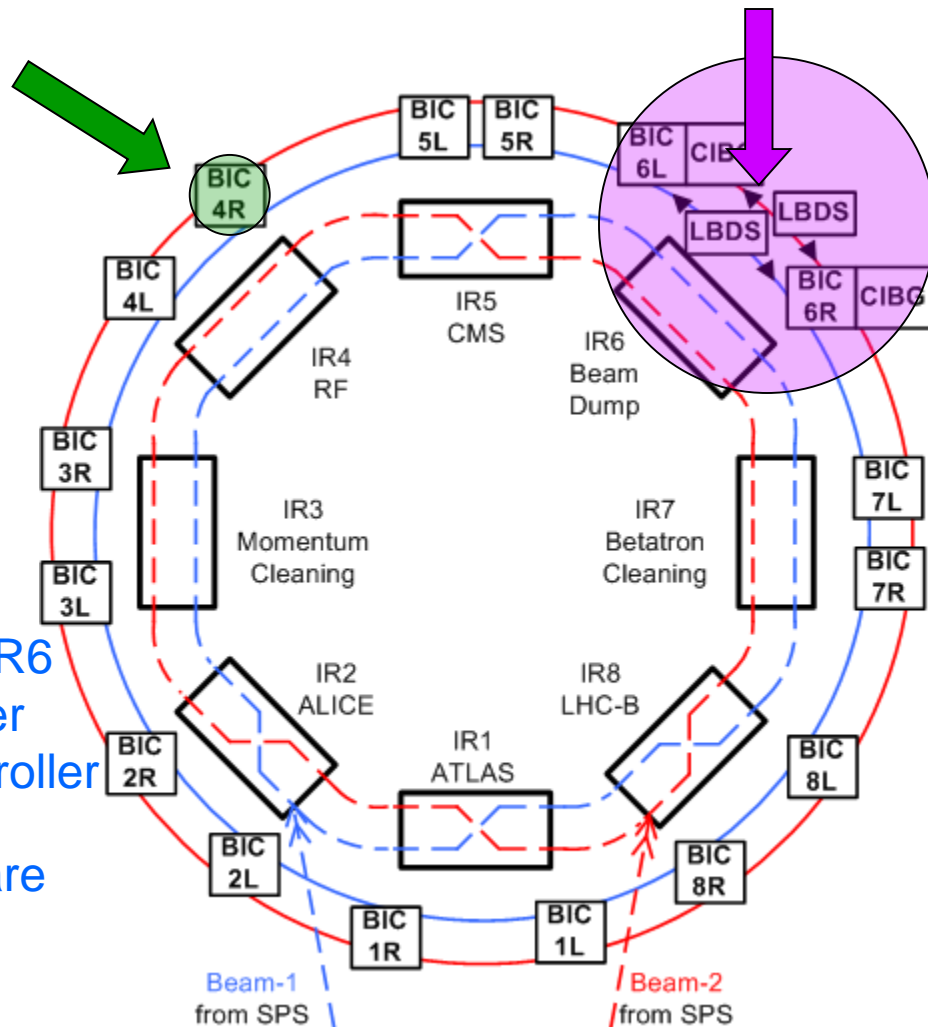 BIC
5L
BIC
5R
BIC
6L
LBDS
LBDS
BIC
4R
BIC
4L
BIC
6R
CIBG
IR5
CMS
IR4
RF
IR6
Beam
Dump
BIC
3R
BIC
7L
IR3
Momentum
Cleaning
IR7
Betatron
Cleaning
BIC
3L
BIC
7R
R6
er
roller
are
IR2
ALICE
IR8
LHC-B
IR1
ATLAS
BIC
2R
BIC
8L
BIC
2L
BIC
8R
BIC
1R
BIC
1L
Beam-1
from SPS
Beam-2
from SPS